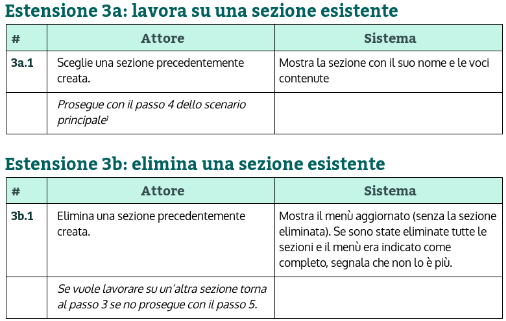 Estensione 3a: lavora su una sezione esistente
# Attore Sistema
3a.1 Sceglie una sezione precedentemente Mostra la sezione con il suo nome e le voci
creata. contenute
Prosegue con il passo 4 dello scenario
principale¹
Estensione 3b: elimina una sezione esistente
# Attore Sistema
3b.1 Elimina una sezione precedentemente Mostra il menù aggiornato (senza la sezione
creata. eliminata). Se sono state eliminate tutte le
sezioni e il menù era indicato come
completo, segnala che non lo è più.
Se vuole lavorare su un'altra sezione torna
al passo 3 se no prosegue con il passo 5.